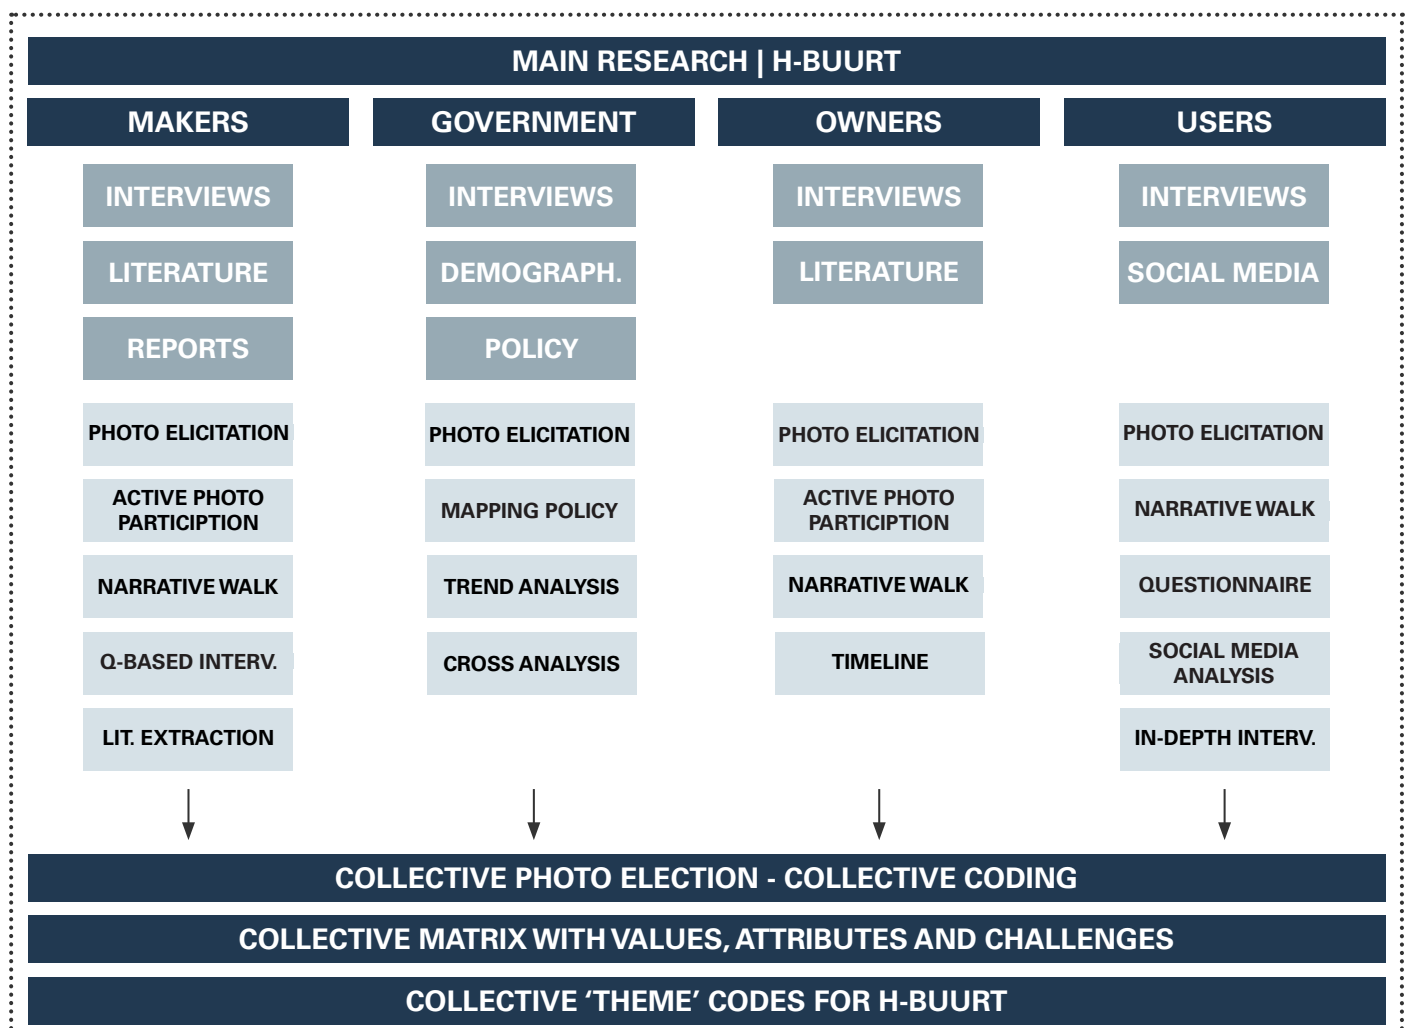 MAIN RESEARCH | H-BUURT
MAKERS
GOVERNMENT
OWNERS
USERS
INTERVIEWS
INTERVIEWS
INTERVIEWS
INTERVIEWS
LITERATURE
DEMOGRAPH.
LITERATURE
SOCIAL MEDIA
REPORTS
POLICY
PHOTO ELICITATION
PHOTO ELICITATION
PHOTO ELICITATION
PHOTO ELICITATION
ACTIVE PHOTO
PARTICIPTION
MAPPING POLICY
ACTIVE PHOTO
PARTICIPTION
NARRATIVE WALK
NARRATIVE WALK
TREND ANALYSIS
NARRATIVE WALK
QUESTIONNAIRE
Q-BASED INTERV.
CROSS ANALYSIS
TIMELINE
SOCIAL MEDIA
ANALYSIS
LIT. EXTRACTION
IN-DEPTH INTERV.
COLLECTIVE PHOTO ELECTION - COLLECTIVE CODING
COLLECTIVE MATRIX WITH VALUES, ATTRIBUTES AND CHALLENGES
COLLECTIVE ‘THEME’ CODES FOR H-BUURT